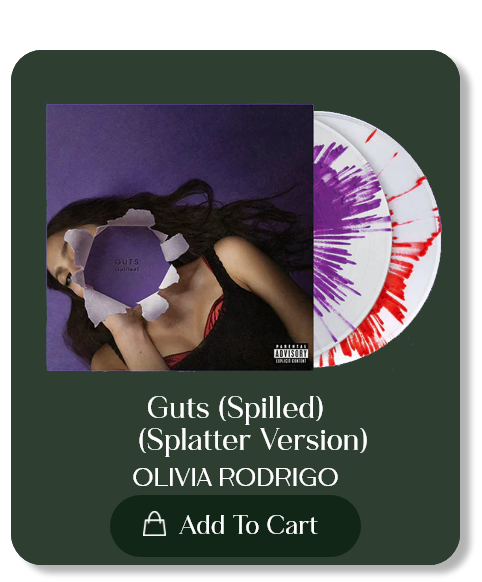 GUTS
(spilled)
PARENTAL
ADVISORY
EXPLICIT CONTENT
Guts (Spilled)
(Splatter Version)
OLIVIA RODRIGO
Add To Cart